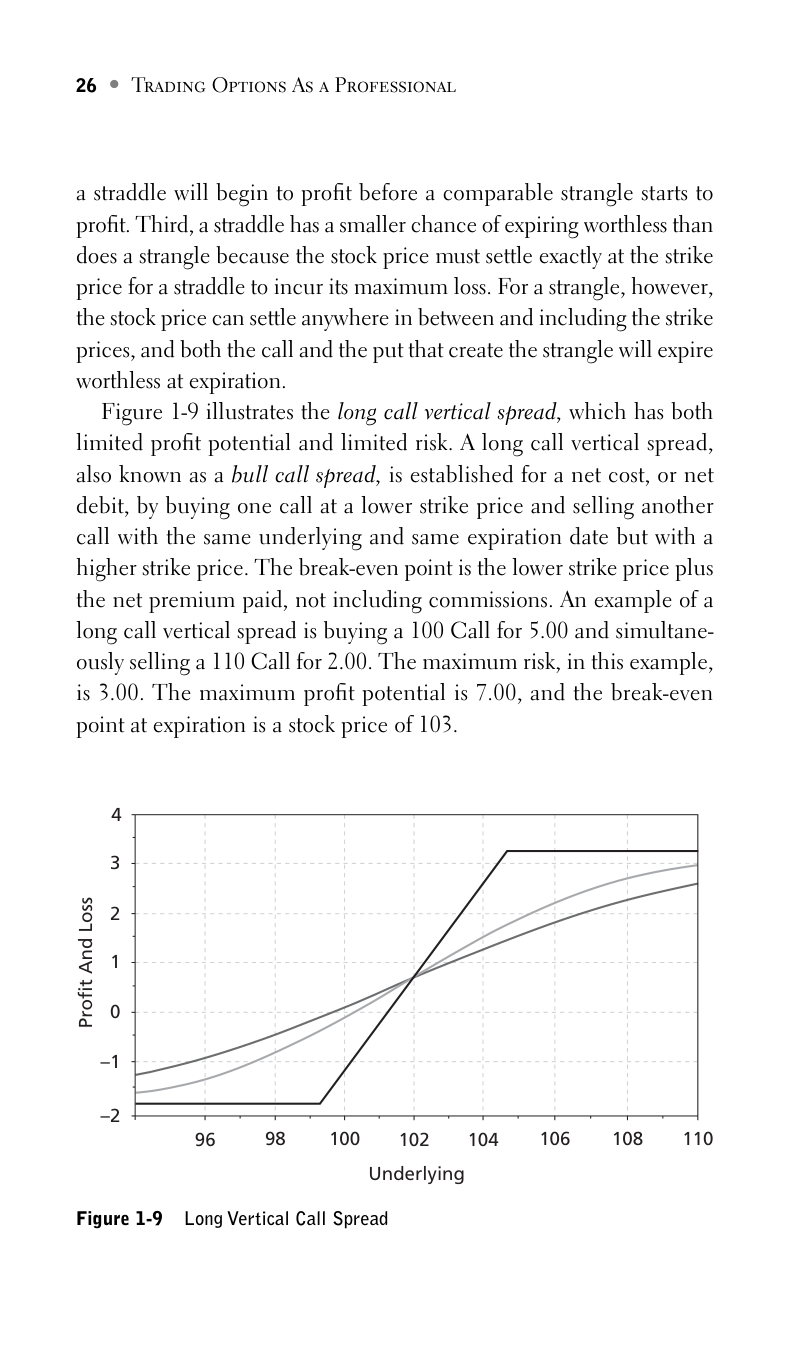 26 • Trading Options As a Professional
a straddle will begin to profit before a comparable strangle starts to
profit. Third, a straddle has a smaller chance of expiring worthless than
does a strangle because the stock price must settle exactly at the strike
price for a straddle to incur its maximum loss. For a strangle, however,
the stock price can settle anywhere in between and including the strike
prices, and both the call and the put that create the strangle will expire
worthless at expiration.
Figure 1-9 illustrates the long call vertical spread, which has both
limited profit potential and limited risk. A long call vertical spread,
also known as a bull call spread, is established for a net cost, or net
debit, by buying one call at a lower strike price and selling another
call with the same underlying and same expiration date but with a
higher strike price. The break-even point is the lower strike price plus
the net premium paid, not including commissions. An example of a
long call vertical spread is buying a 100 Call for 5.00 and simultane-
ously selling a 110 Call for 2.00. The maximum risk, in this example,
is 3.00. The maximum profit potential is 7.00, and the break-even
point at expiration is a stock price of 103.
Profit And Loss
4
3
2
1
0
–1
–2
96 98 100 102 104 106 108 110
Underlying
Figure 1-9 Long Vertical Call Spread